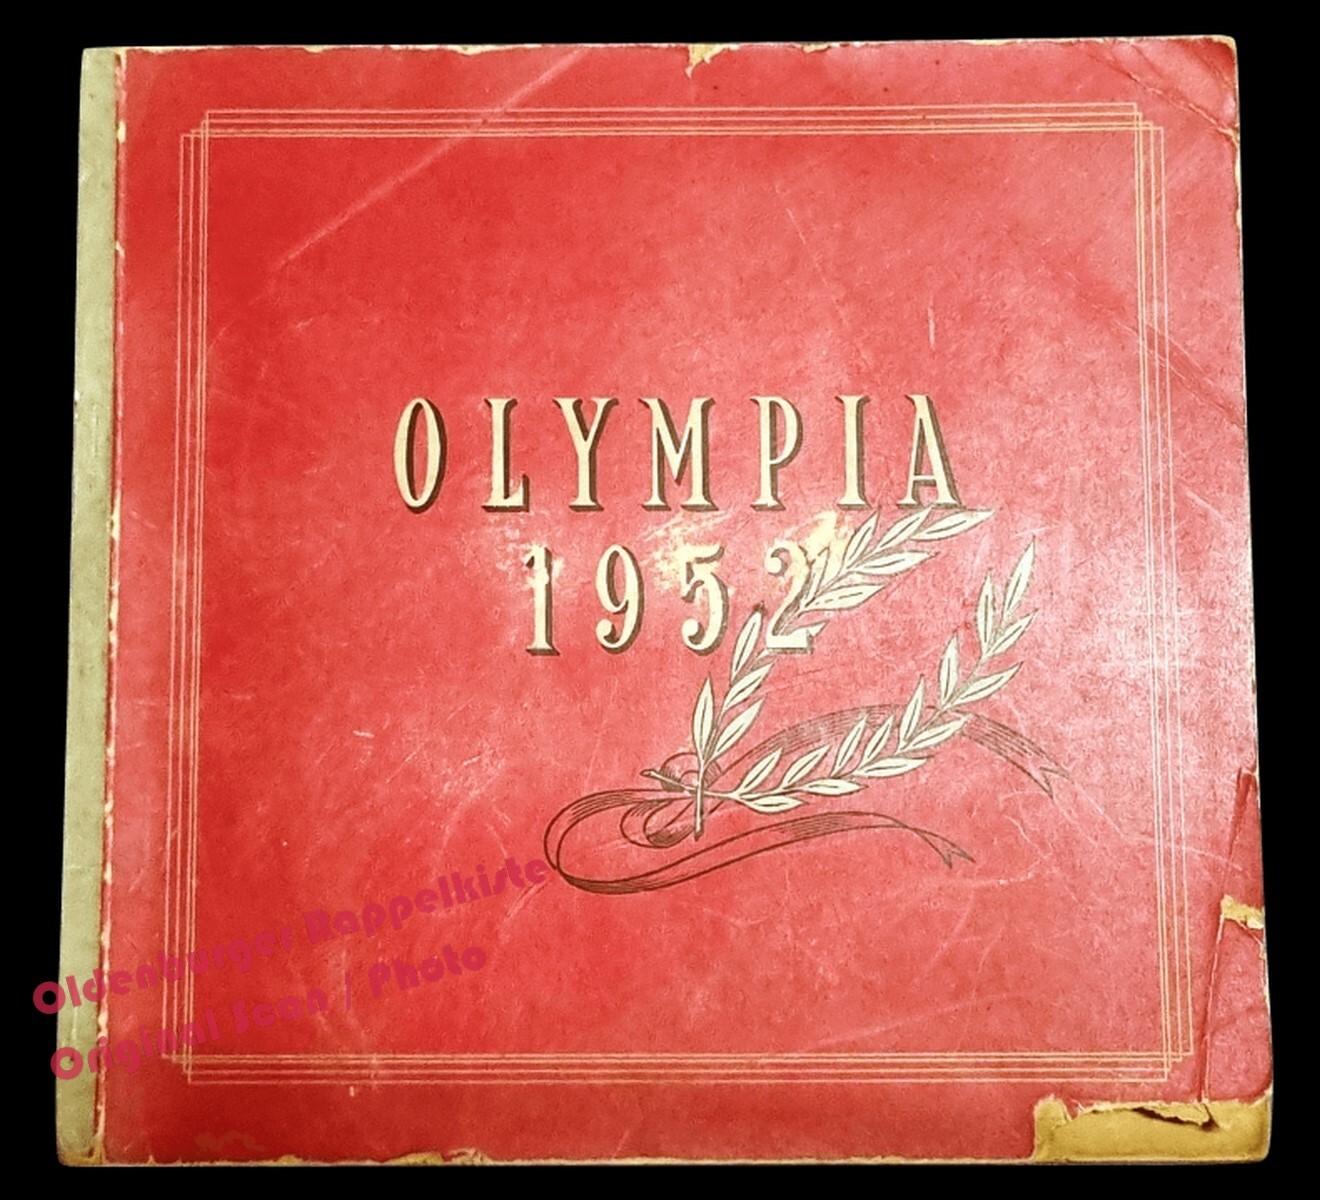 OLYMPIA
1952
Oldenburger Rappelkiste
Original Scan / Photo